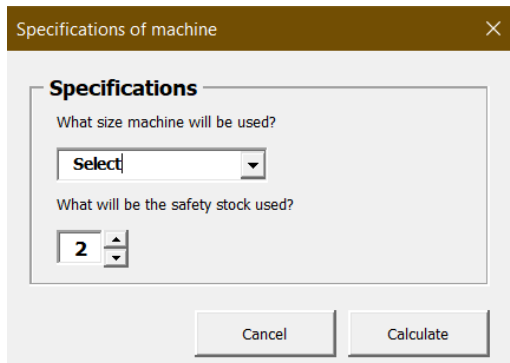 Specifications of machine
Specifications
What size machine will be used?
Select
What will be the safety stock used?
2
Cancel Calculate